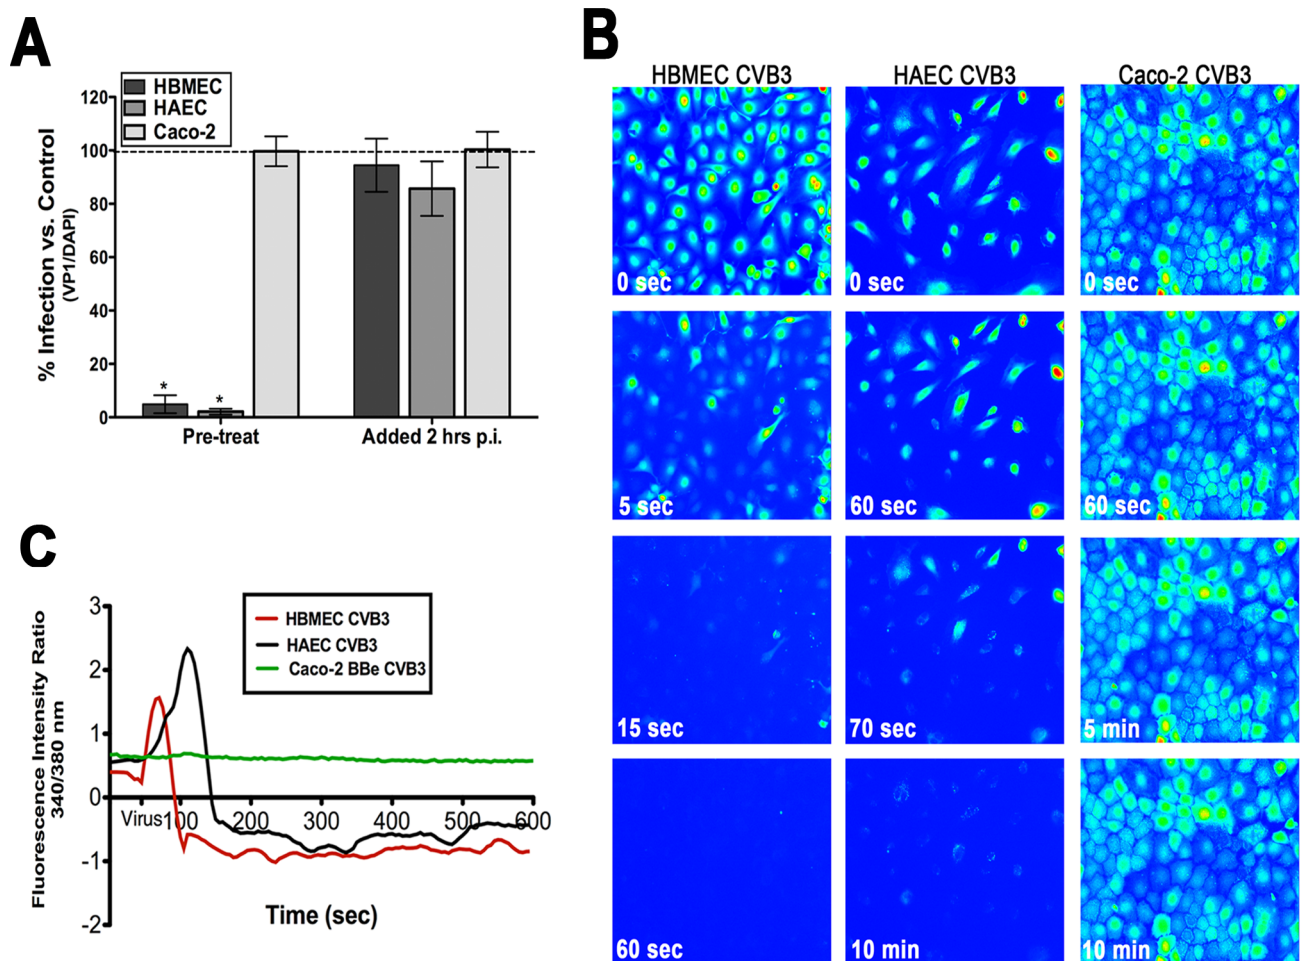 A
HBMEC
HAEC
Caco-2
% Infection vs. Control
(VP1/DAPI)
120
100
80
60
40
20
0
*
*
Pre-treat
Added 2 hrs p.i.
B
HBMEC CVB3
HAEC CVB3
Caco-2 CVB3
0 sec
0 sec
0 sec
5 sec
60 sec
60 sec
15 sec
70 sec
5 min
60 sec
10 min
10 min
C
HBMEC CVB3
HAEC CVB3
Caco-2 BBe CVB3
Fluorescence Intensity Ratio
340/380 nm
3
2
1
0
-1
-2
Virus
100
200
300
400
500
600
Time (sec)